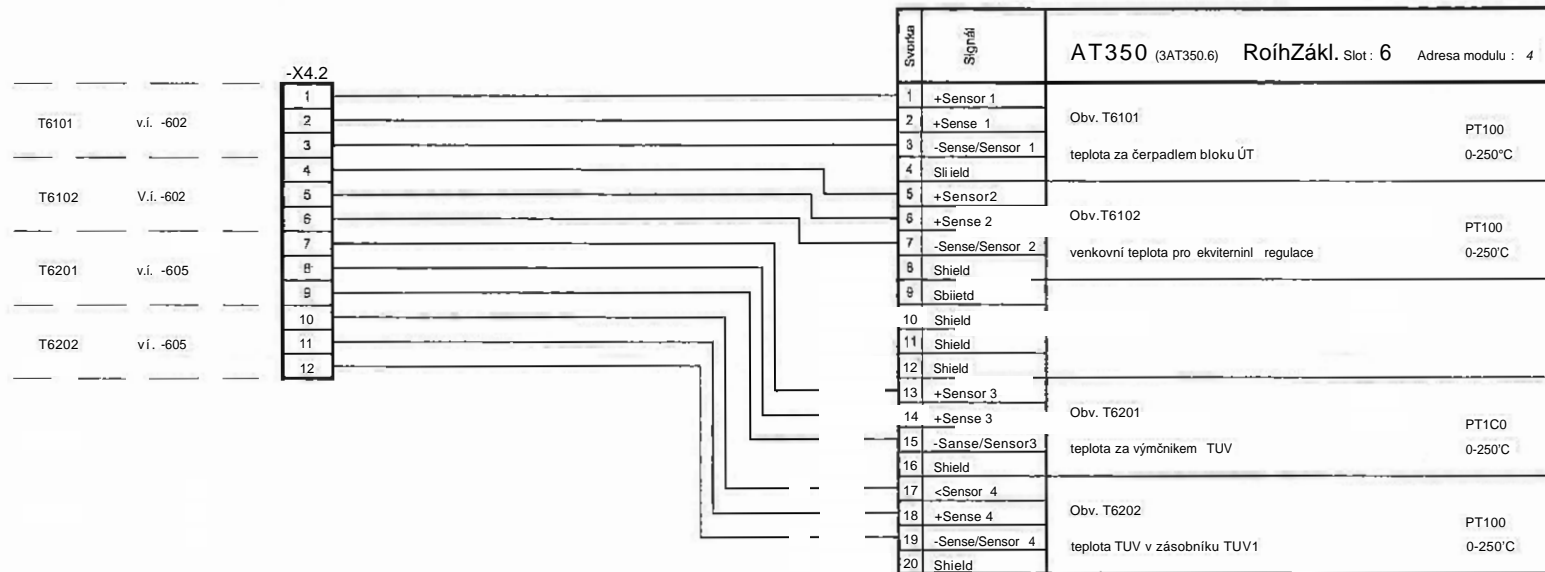 Svorka Signál AT350 (3AT350.6) RoíhZákl. Slot : 6 Adresa modulu : 4
-X4.2
1
T6101 v.í. -602 2
3
4
T6102 V.í. -602 5
6
7
T6201 v.í. -605 8
9
10
T6202 ví. -605 11
12
1 +Sensor 1
2 +Sense 1
3 -Sense/Sensor 1
4 Sli ield
Obv. T6101
teplota za čerpadlem bloku ÚT
PT100
0-250°C
5 +Sensor2
6 +Sense 2
7 -Sense/Sensor 2
8 Shield
Obv.T6102
venkovní teplota pro ekviterninl regulace
PT100
0-250'C
9 Sbiietd
10 Shield
11 Shield
12 Shield
13 +Sensor 3
14 +Sense 3
15 -Sanse/Sensor3
16 Shield
Obv. T6201
teplota za výmčnikem TUV
PT1C0
0-250'C
17 <Sensor 4
18 +Sense 4
19 -Sense/Sensor 4
20 Shield
Obv. T6202
teplota TUV v zásobníku TUV1
PT100
0-250'C